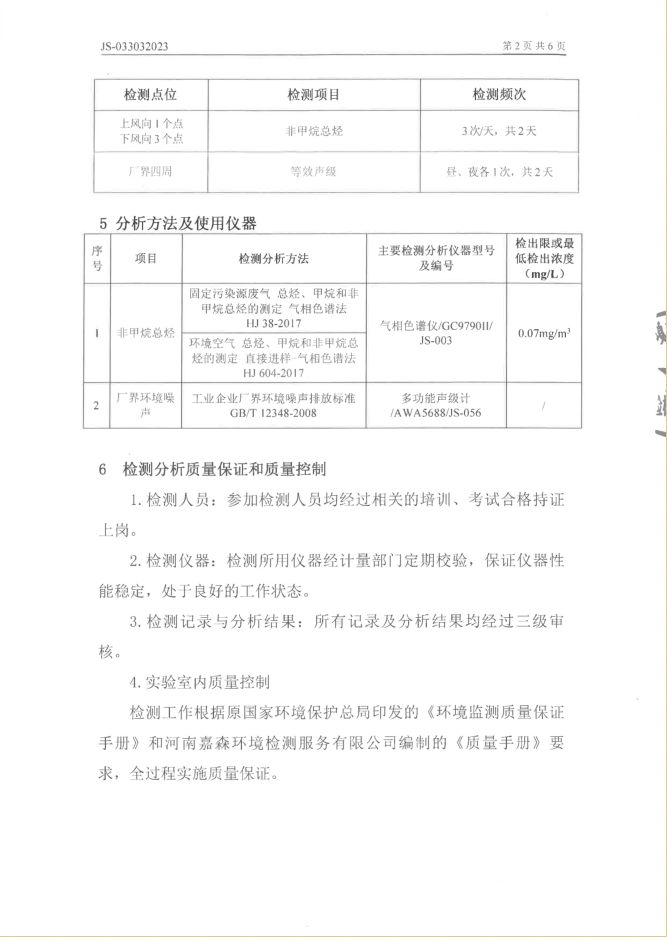 JS-033032023
第 2 页 共 6 页
检测点位 检测项目 检测频次
上风向 1 个点
下风向 3 个点
非甲烷总烃 3 次/天，共 2 天
厂界四周 等效声级 昼、夜各 1 次，共 2 天
5 分析方法及使用仪器
序号 项目 检测分析方法 主要检测分析仪器型号及编号 检出限或最低检出浓度（mg/L）
1 非甲烷总烃
固定污染源废气 总烃、甲烷和非
甲烷总烃的测定 气相色谱法
HJ 38-2017
环境空气 总烃、甲烷和非甲烷总
烃的测定 直接进样-气相色谱法
HJ 604-2017
气相色谱仪/GC9790II/
JS-003
0.07mg/m³
2 厂界环境噪声
工业企业厂界环境噪声排放标准
GB/T 12348-2008
多功能声级计
/AWA5688/JS-056
/
6 检测分析质量保证和质量控制
1. 检测人员：参加检测人员均经过相关的培训、考试合格持证
上岗。
2. 检测仪器：检测所用仪器经计量部门定期校验，保证仪器性
能稳定，处于良好的工作状态。
3. 检测记录与分析结果：所有记录及分析结果均经过三级审
核。
4. 实验室内质量控制
检测工作根据原国家环境保护总局印发的《环境监测质量保证
手册》和河南嘉森环境检测服务有限公司编制的《质量手册》要
求，全过程实施质量保证。